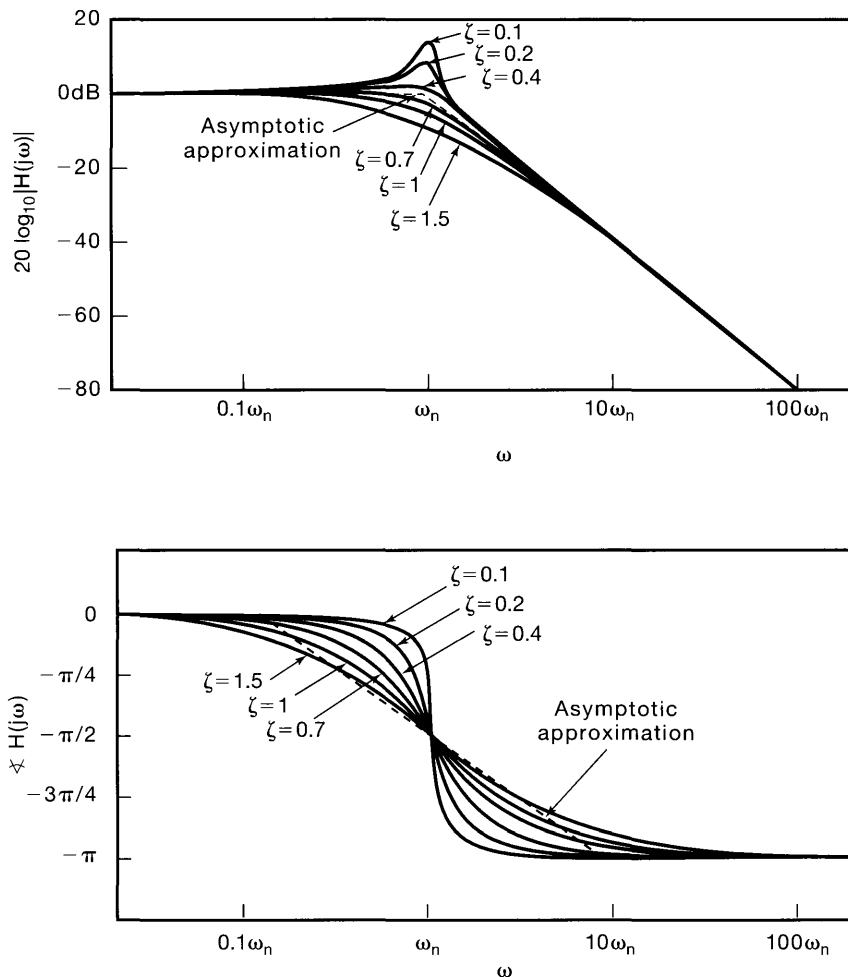 20
ζ=0.1
ζ=0.2
ζ=0.4
0dB
Asymptotic
approximation
ζ=0.7
ζ=1
ζ=1.5
−20
−40
−60
−80
20 log₁₀|H(jω)|
0.1ωₙ
ωₙ
10ωₙ
100ωₙ
ω
0
ζ=0.1
ζ=0.2
ζ=0.4
−π/4
ζ=1.5
ζ=1
ζ=0.7
−π/2
Asymptotic
approximation
−3π/4
−π
∢ H(jω)
0.1ωₙ
ωₙ
10ωₙ
100ωₙ
ω